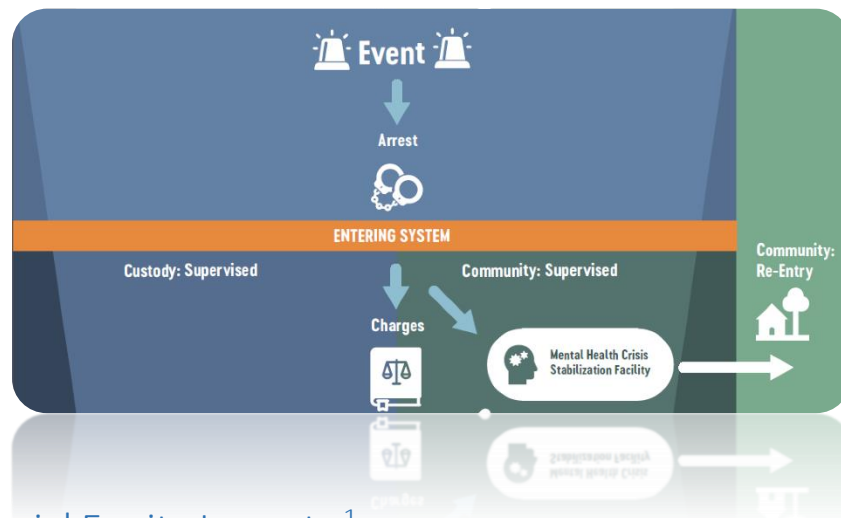 Event
Arrest
ENTERING SYSTEM
Custody: Supervised
Community: Supervised
Community:
Re-Entry
Charges
Mental Health Crisis
Stabilization Facility